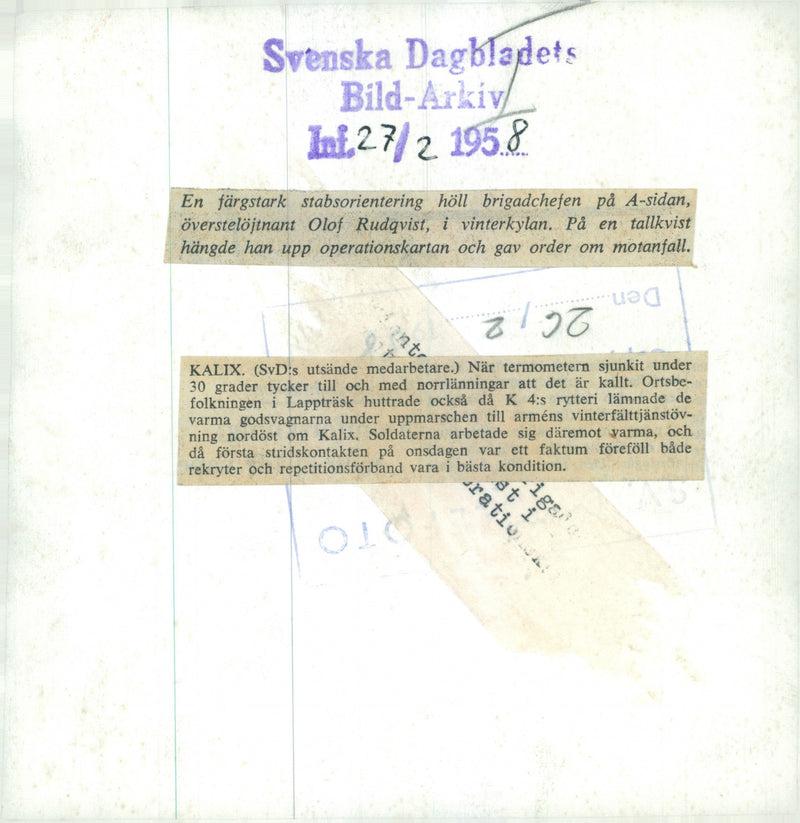 Svenska Dagbladets
Bild-Arkiv
Inf. 27/2 1958
En färgstark stabsorientering höll brigadchefen på A-sidan,
överstelöjtnant Olof Rudqvist, i vinterkylan. På en tallkvist
hängde han upp operationskartan och gav order om motanfall.
Den
26/2
KALIX. (SvD:s utsände medarbetare.) När termometern sjunkit under
30 grader tycker till och med norrlänningar att det är kallt. Ortsbe-
folkningen i Lappträsk huttrade också då K 4:s rytteri lämnade de
varma godsvagnarna under uppmarschen till arméns vinterfälttjänstöv-
ning nordöst om Kalix. Soldaterna arbetade sig däremot varma, och
då första stridskontakten på onsdagen var ett faktum föreföll både
rekryter och repetitionsförband vara i bästa kondition.
FOTO